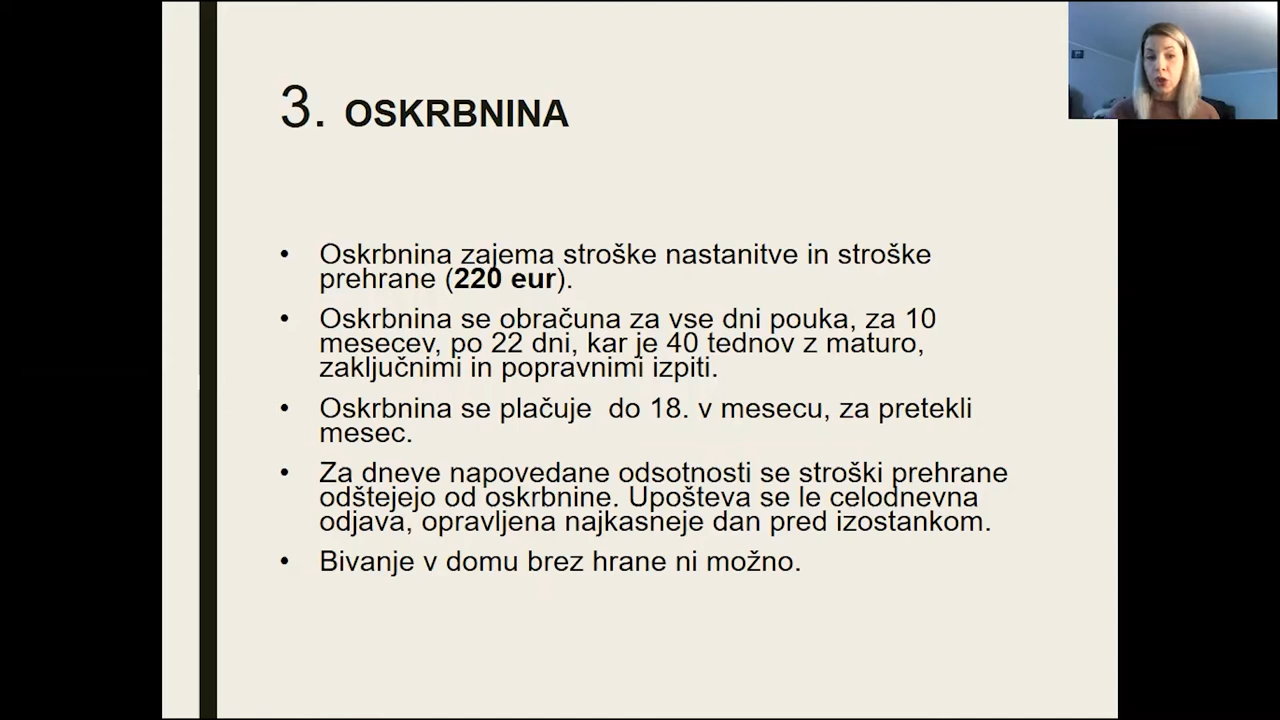 3. OSKRBNINA
• Oskrbnina zajema stroške nastanitve in stroške
prehrane (220 eur).
• Oskrbnina se obračuna za vse dni pouka, za 10
mesecev, po 22 dni, kar je 40 tednov z maturo,
zaključnimi in popravnimi izpiti.
• Oskrbnina se plačuje  do 18. v mesecu, za pretekli
mesec.
• Za dneve napovedane odsotnosti se stroški prehrane
odštejejo od oskrbnine. Upošteva se le celodnevna
odjava, opravljena najkasneje dan pred izostankom.
• Bivanje v domu brez hrane ni možno.